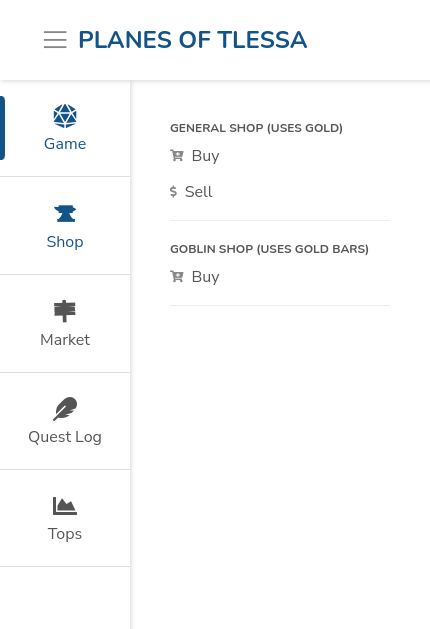 PLANES OF TLESSA
Game
Shop
Market
Quest Log
Tops
GENERAL SHOP (USES GOLD)
Buy
$ Sell
GOBLIN SHOP (USES GOLD BARS)
Buy